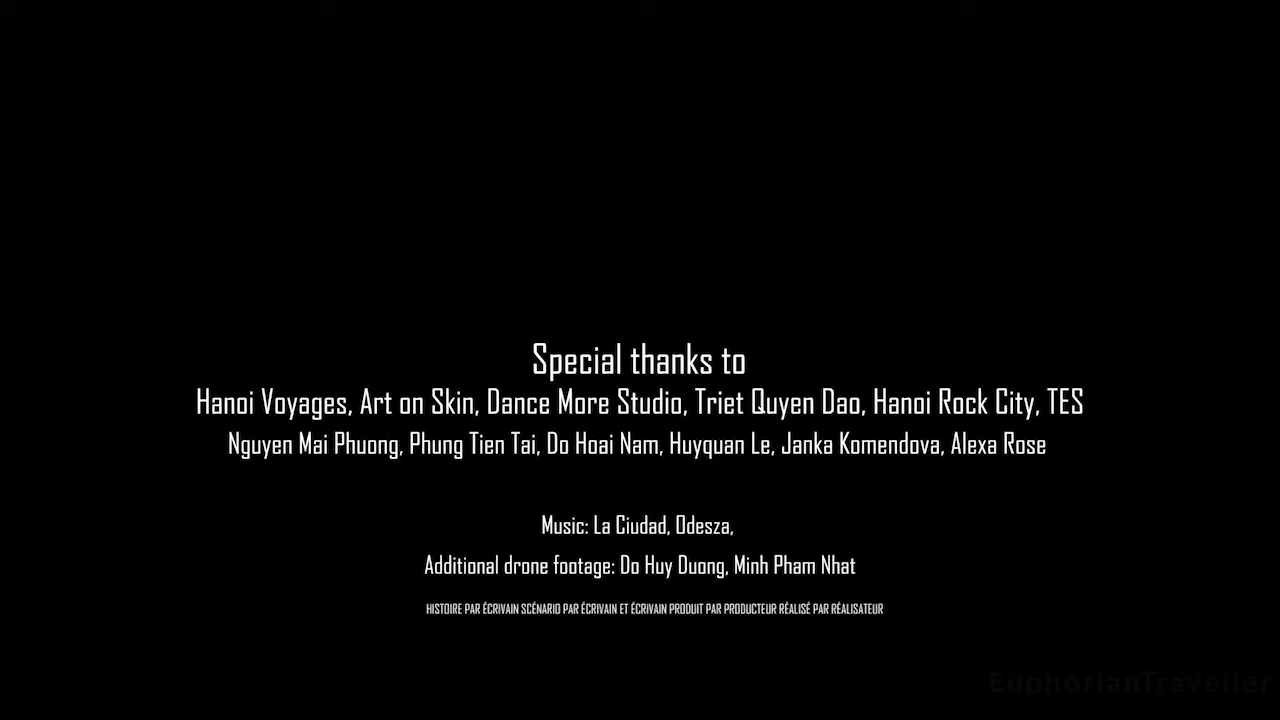 Special thanks to
Hanoi Voyages, Art on Skin, Dance More Studio, Triet Quyen Dao, Hanoi Rock City, TES
Nguyen Mai Phuong, Phung Tien Tai, Do Hoai Nam, Huyquan Le, Janka Komendova, Alexa Rose
Music: La Ciudad, Odesza,
Additional drone footage: Do Huy Duong, Minh Pham Nhat
HISTOIRE PAR ÉCRIVAIN SCÉNARIO PAR ÉCRIVAIN ET ÉCRIVAIN PRODUIT PAR PRODUCTEUR RÉALISÉ PAR RÉALISATEUR
EuphorianTraveller